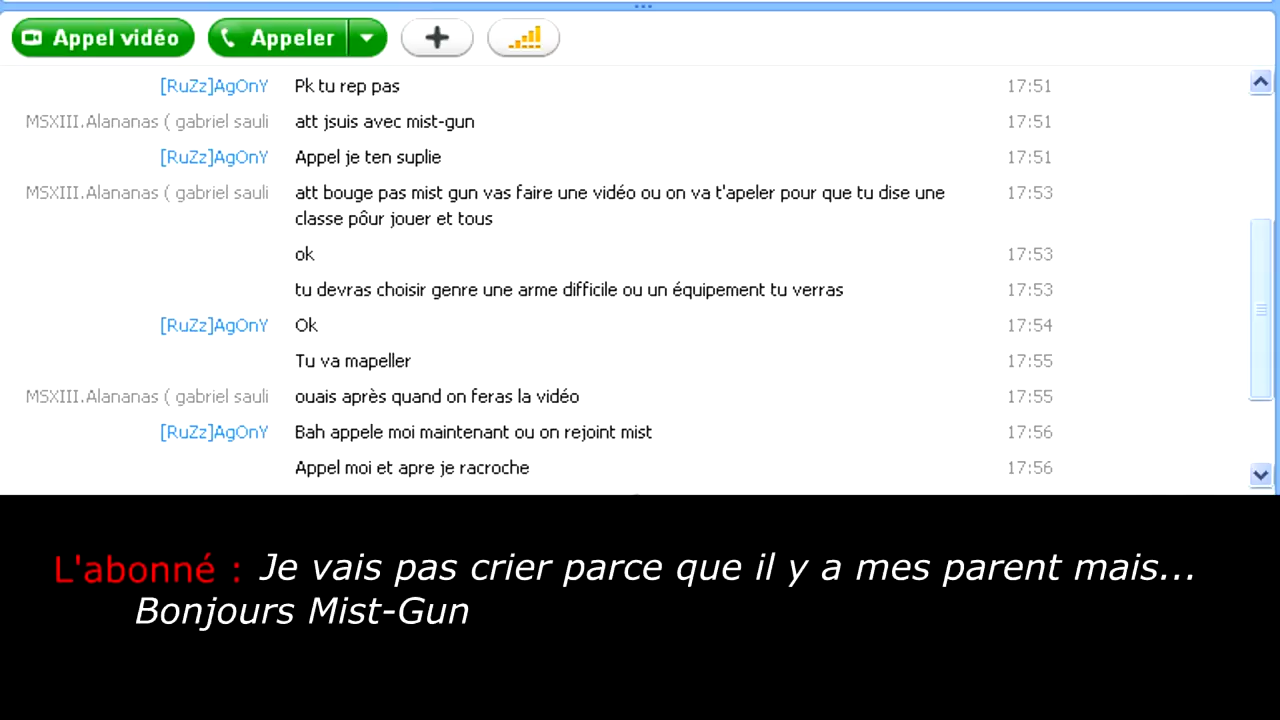 Appel vidéo Appeler
[RuZz]AgOnY Pk tu rep pas 17:51
MSXIII.Alananas ( gabriel sauli att jsuis avec mist-gun 17:51
[RuZz]AgOnY Appel je ten suplie 17:51
MSXIII.Alananas ( gabriel sauli att bouge pas mist gun vas faire une vidéo ou on va t'apeler pour que tu dise une 17:53
classe pôur jouer et tous
ok 17:53
tu devras choisir genre une arme difficile ou un équipement tu verras 17:53
[RuZz]AgOnY Ok 17:54
Tu va mapeller 17:55
MSXIII.Alananas ( gabriel sauli ouais après quand on feras la vidéo 17:55
[RuZz]AgOnY Bah appele moi maintenant ou on rejoint mist 17:56
Appel moi et apre je racroche 17:56
L'abonné : Je vais pas crier parce que il y a mes parent mais...
Bonjours Mist-Gun